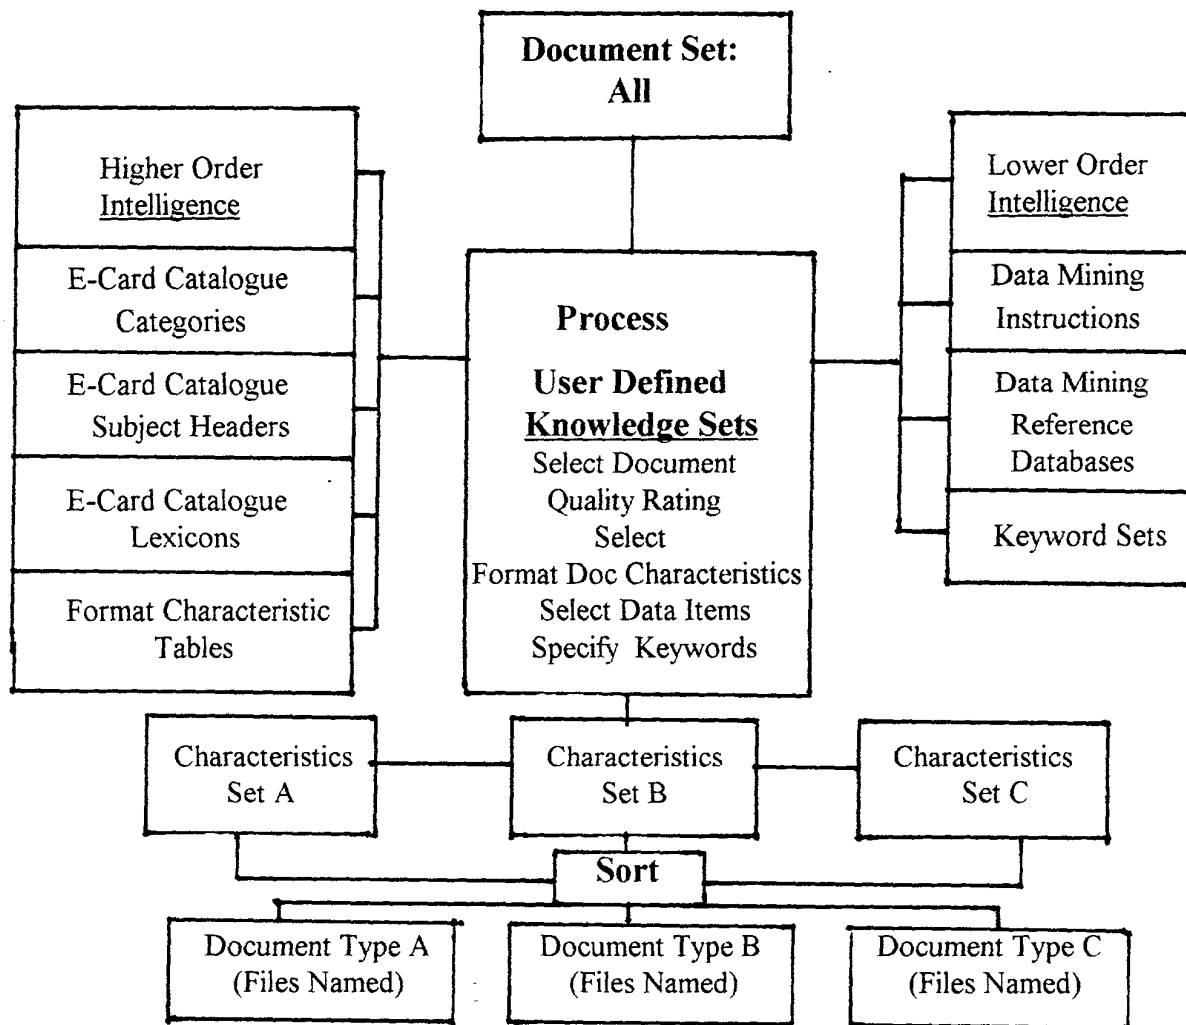 Document Set:
All
Higher Order
Intelligence
E-Card Catalogue
Categories
E-Card Catalogue
Subject Headers
E-Card Catalogue
Lexicons
Format Characteristic
Tables
Process
User Defined
Knowledge Sets
Select Document
Quality Rating
Select
Format Doc Characteristics
Select Data Items
Specify Keywords
Lower Order
Intelligence
Data Mining
Instructions
Data Mining
Reference
Databases
Keyword Sets
Characteristics
Set A
Characteristics
Set B
Characteristics
Set C
Sort
Document Type A
(Files Named)
Document Type B
(Files Named)
Document Type C
(Files Named)